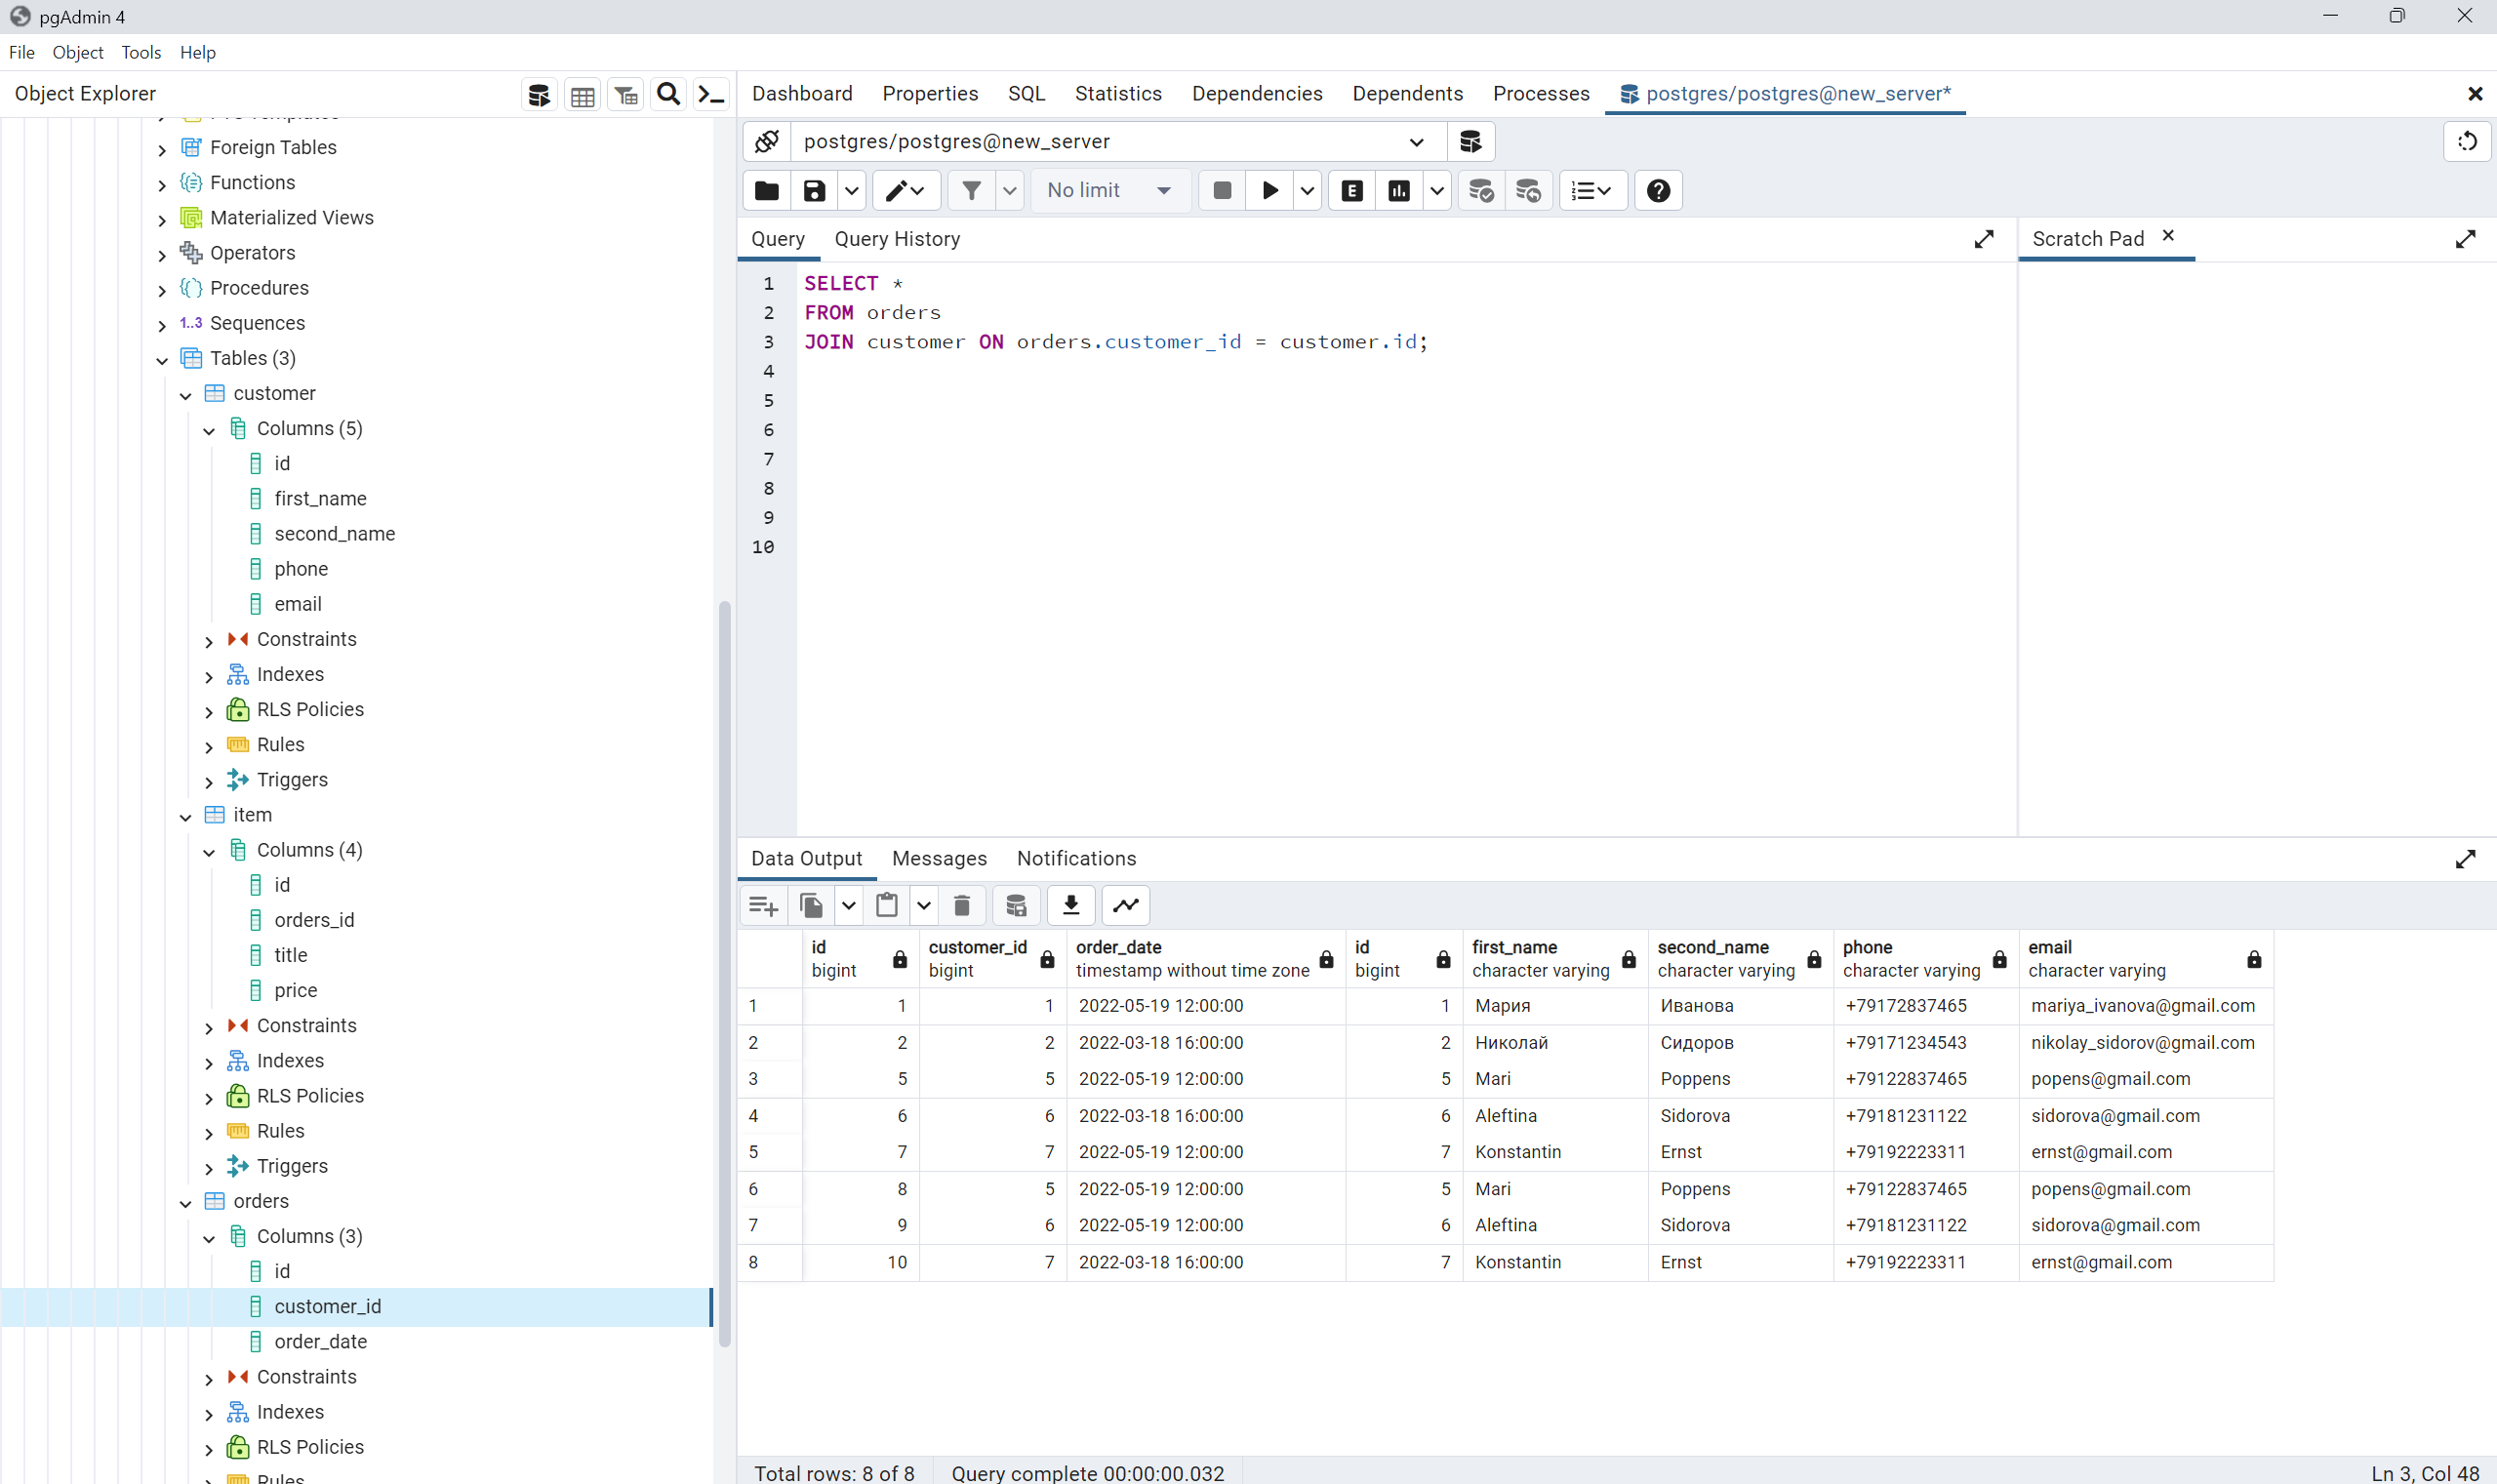 pgAdmin 4
File Object Tools Help
Object Explorer
Dashboard Properties SQL Statistics Dependencies Dependents Processes postgres/postgres@new_server*
postgres/postgres@new_server
No limit
Query Query History
Scratch Pad
1 SELECT *
2 FROM orders
3 JOIN customer ON orders.customer_id = customer.id;
4
5
6
7
8
9
10
Foreign Tables
Functions
Materialized Views
Operators
Procedures
1..3 Sequences
Tables (3)
customer
Columns (5)
id
first_name
second_name
phone
email
Constraints
Indexes
RLS Policies
Rules
Triggers
item
Columns (4)
id
orders_id
title
price
Constraints
Indexes
RLS Policies
Rules
Triggers
orders
Columns (3)
id
customer_id
order_date
Constraints
Indexes
RLS Policies
Rules
Data Output Messages Notifications
id customer_id order_date id first_name second_name phone email
bigint bigint timestamp without time zone bigint character varying character varying character varying character varying
1 1 1 2022-05-19 12:00:00 1 Мария Иванова +79172837465 mariya_ivanova@gmail.com
2 2 2 2022-03-18 16:00:00 2 Николай Сидоров +79171234543 nikolay_sidorov@gmail.com
3 5 5 2022-05-19 12:00:00 5 Mari Poppens +79122837465 popens@gmail.com
4 6 6 2022-03-18 16:00:00 6 Aleftina Sidorova +79181231122 sidorova@gmail.com
5 7 7 2022-05-19 12:00:00 7 Konstantin Ernst +79192223311 ernst@gmail.com
6 8 5 2022-05-19 12:00:00 5 Mari Poppens +79122837465 popens@gmail.com
7 9 6 2022-05-19 12:00:00 6 Aleftina Sidorova +79181231122 sidorova@gmail.com
8 10 7 2022-03-18 16:00:00 7 Konstantin Ernst +79192223311 ernst@gmail.com
Total rows: 8 of 8 Query complete 00:00:00.032
Ln 3, Col 48